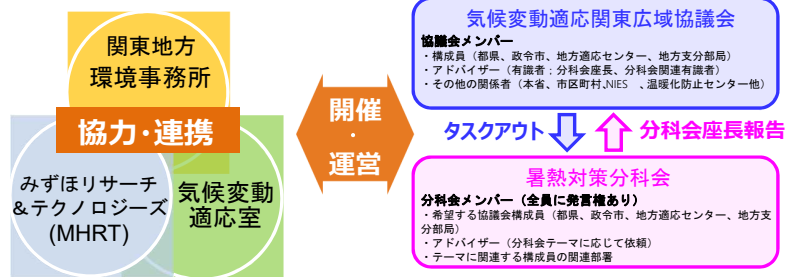 関東地方
環境事務所
協力・連携
みずほリサーチ
＆テクノロジーズ
(MHRT)
気候変動
適応室
開催
・
運営
気候変動適応関東広域協議会
協議会メンバー
・構成員（都県、政令市、地方適応センター、地方支分部局）
・アドバイザー（有識者；分科会座長、分科会関連有識者）
・その他の関係者（本省、市区町村、NIES　、温暖化防止センター他）
タスクアウト
分科会座長報告
暑熱対策分科会
分科会メンバー（全員に発言権あり）
・希望する協議会構成員（都県、政令市、地方適応センター、地方支
分部局）
・アドバイザー（分科会テーマに応じて依頼）
・テーマに関連する構成員の関連部署